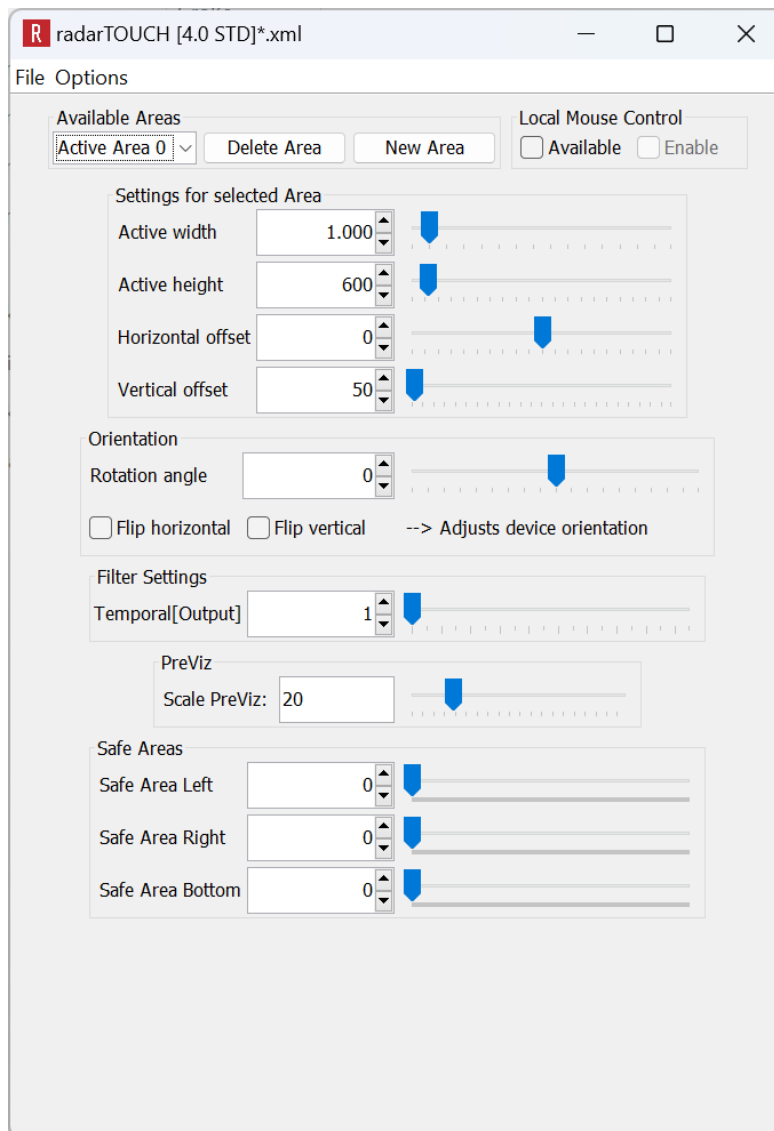 R radarTOUCH [4.0 STD]*.xml
File Options
Available Areas
Local Mouse Control
Active Area 0 Delete Area New Area
Available Enable
Settings for selected Area
Active width 1.000
Active height 600
Horizontal offset 0
Vertical offset 50
Orientation
Rotation angle 0
Flip horizontal Flip vertical --> Adjusts device orientation
Filter Settings
Temporal[Output] 1
PreViz
Scale PreViz: 20
Safe Areas
Safe Area Left 0
Safe Area Right 0
Safe Area Bottom 0